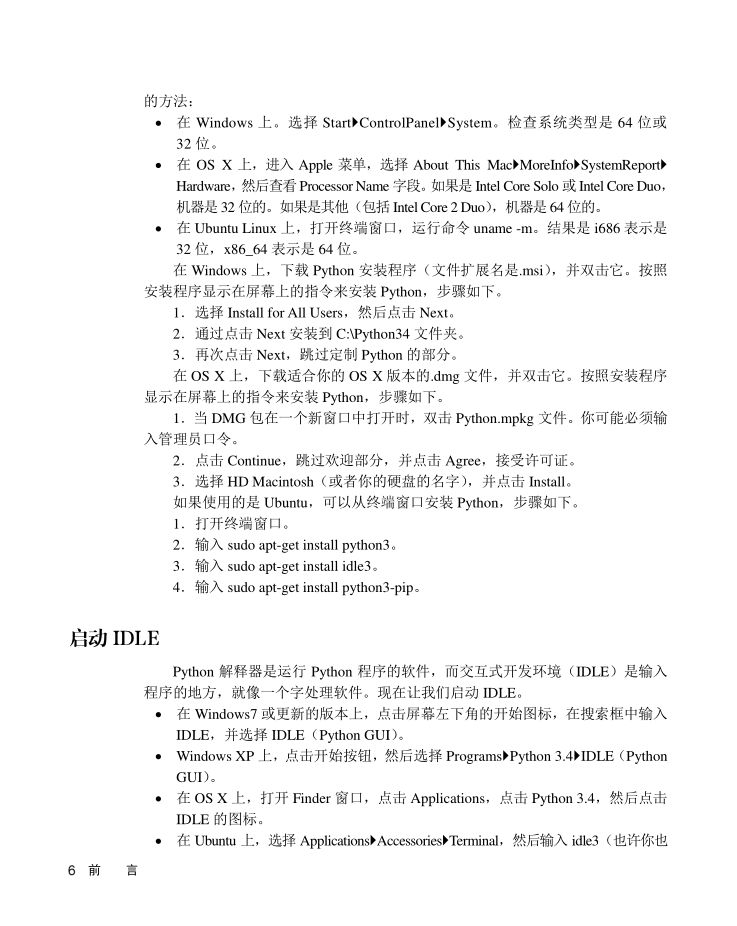 的方法：
• 在 Windows 上。选择 Start▶ControlPanel▶System。检查系统类型是 64 位或
32 位。
• 在 OS X 上，进入 Apple 菜单，选择 About This Mac▶MoreInfo▶SystemReport▶
Hardware，然后查看 Processor Name 字段。如果是 Intel Core Solo 或 Intel Core Duo，
机器是 32 位的。如果是其他（包括 Intel Core 2 Duo），机器是 64 位的。
• 在 Ubuntu Linux 上，打开终端窗口，运行命令 uname -m。结果是 i686 表示是
32 位，x86_64 表示是 64 位。
在 Windows 上，下载 Python 安装程序（文件扩展名是.msi），并双击它。按照
安装程序显示在屏幕上的指令来安装 Python，步骤如下。
1．选择 Install for All Users，然后点击 Next。
2．通过点击 Next 安装到 C:\Python34 文件夹。
3．再次点击 Next，跳过定制 Python 的部分。
在 OS X 上，下载适合你的 OS X 版本的.dmg 文件，并双击它。按照安装程序
显示在屏幕上的指令来安装 Python，步骤如下。
1．当 DMG 包在一个新窗口中打开时，双击 Python.mpkg 文件。你可能必须输
入管理员口令。
2．点击 Continue，跳过欢迎部分，并点击 Agree，接受许可证。
3．选择 HD Macintosh（或者你的硬盘的名字），并点击 Install。
如果使用的是 Ubuntu，可以从终端窗口安装 Python，步骤如下。
1．打开终端窗口。
2．输入 sudo apt-get install python3。
3．输入 sudo apt-get install idle3。
4．输入 sudo apt-get install python3-pip。
启动 IDLE
Python 解释器是运行 Python 程序的软件，而交互式开发环境（IDLE）是输入
程序的地方，就像一个字处理软件。现在让我们启动 IDLE。
• 在 Windows7 或更新的版本上，点击屏幕左下角的开始图标，在搜索框中输入
IDLE，并选择 IDLE（Python GUI）。
• Windows XP 上，点击开始按钮，然后选择 Programs▶Python 3.4▶IDLE（Python
GUI）。
• 在 OS X 上，打开 Finder 窗口，点击 Applications，点击 Python 3.4，然后点击
IDLE 的图标。
• 在 Ubuntu 上，选择 Applications▶Accessories▶Terminal，然后输入 idle3（也许你也
6 前 言